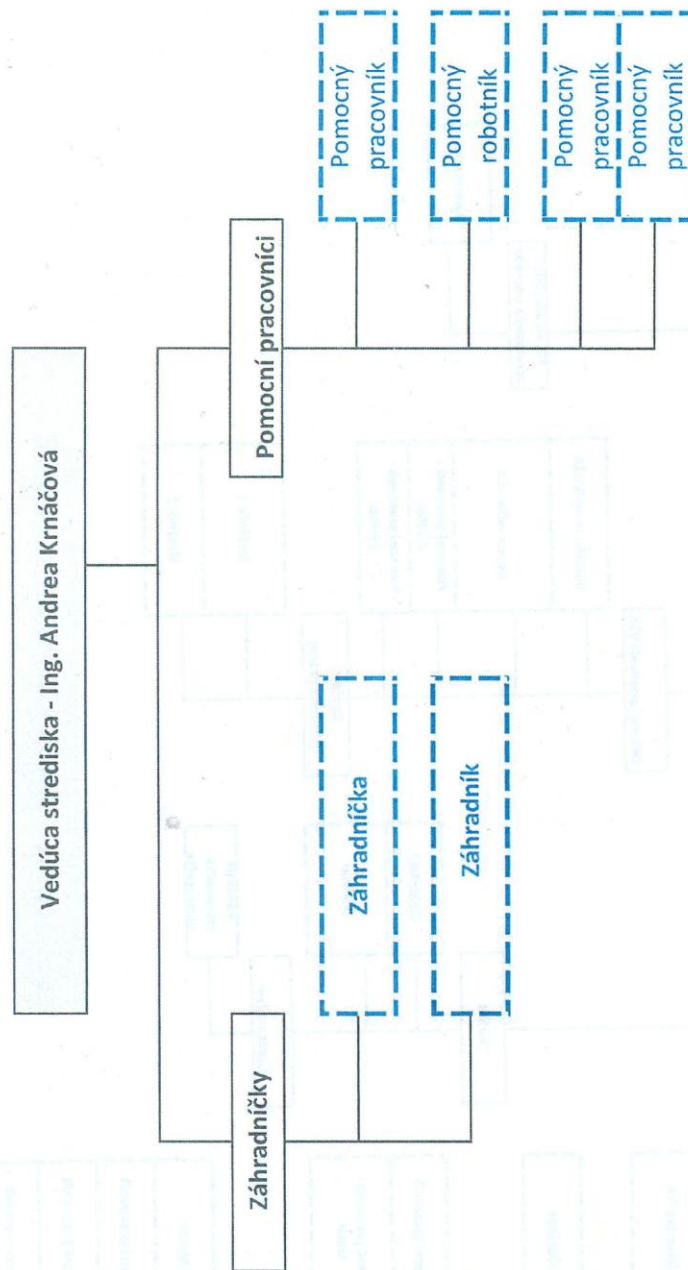 Vedúca strediska - Ing. Andrea Krnáčová
Záhradníčky
Záhradníčka
Záhradník
Pomocní pracovníci
Pomocný
pracovník
Pomocný
robotník
Pomocný
pracovník
Pomocný
pracovník